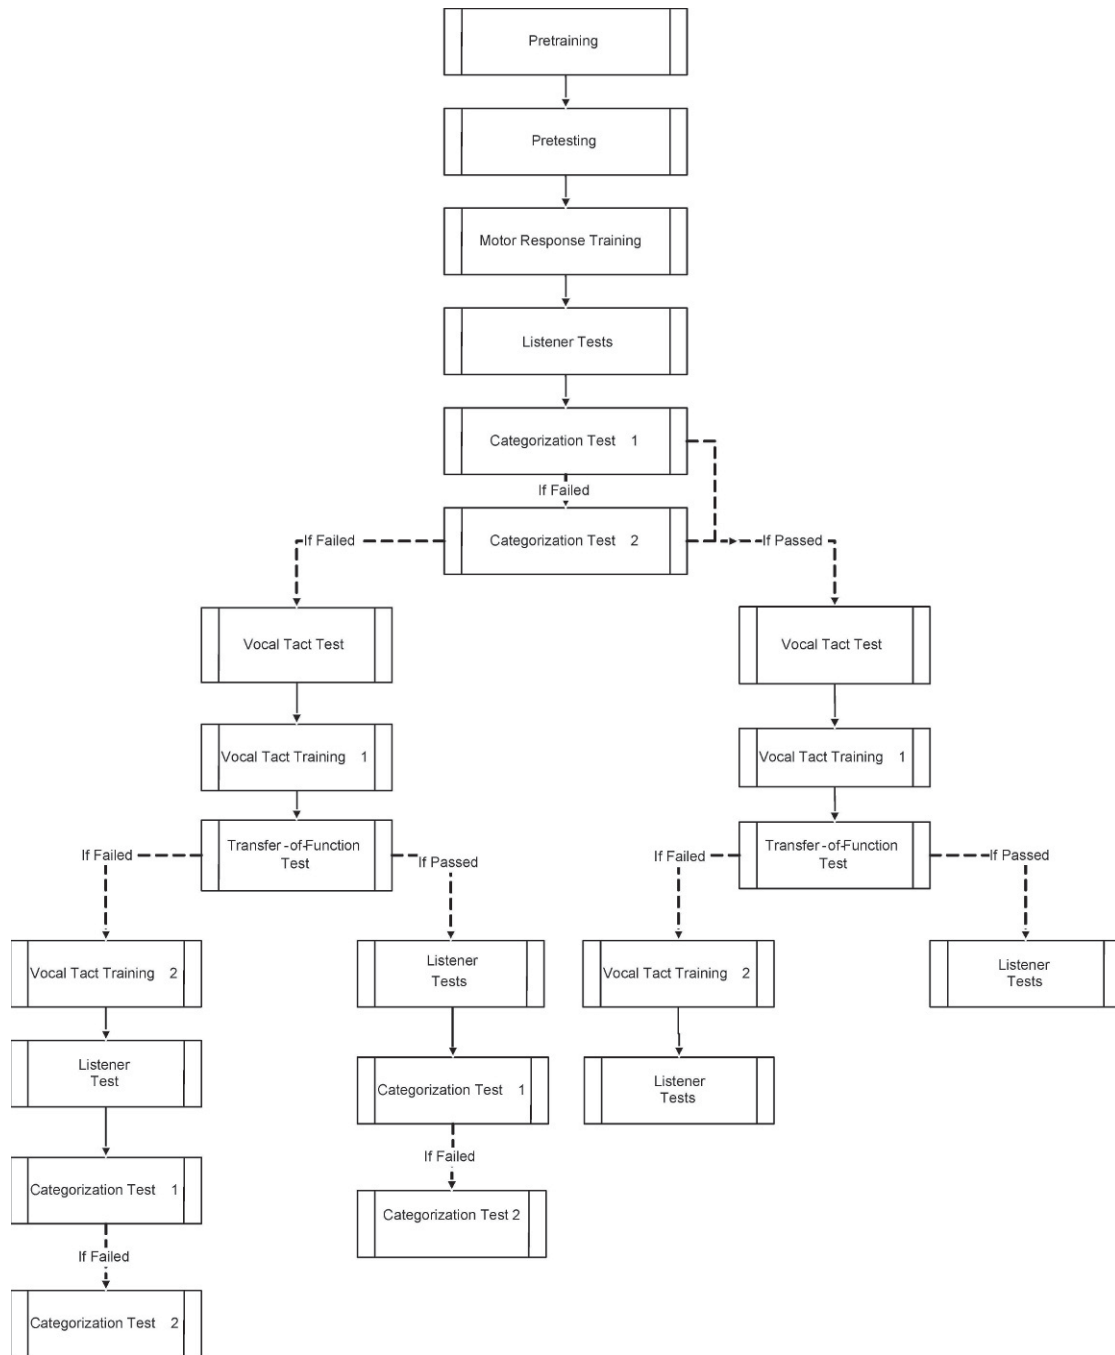 Pretraining
Pretesting
Motor Response Training
Listener Tests
Categorization Test 1
If Failed
Categorization Test 2
If Failed
If Passed
Vocal Tact Test
Vocal Tact Test
Vocal Tact Training 1
Vocal Tact Training 1
Transfer-of-Function
Test
Transfer-of-Function
Test
If Failed
If Passed
If Failed
If Passed
Vocal Tact Training 2
Listener
Tests
Vocal Tact Training 2
Listener
Tests
Listener
Test
Categorization Test 1
Listener
Tests
If Failed
Categorization Test 1
Categorization Test 2
If Failed
Categorization Test 2